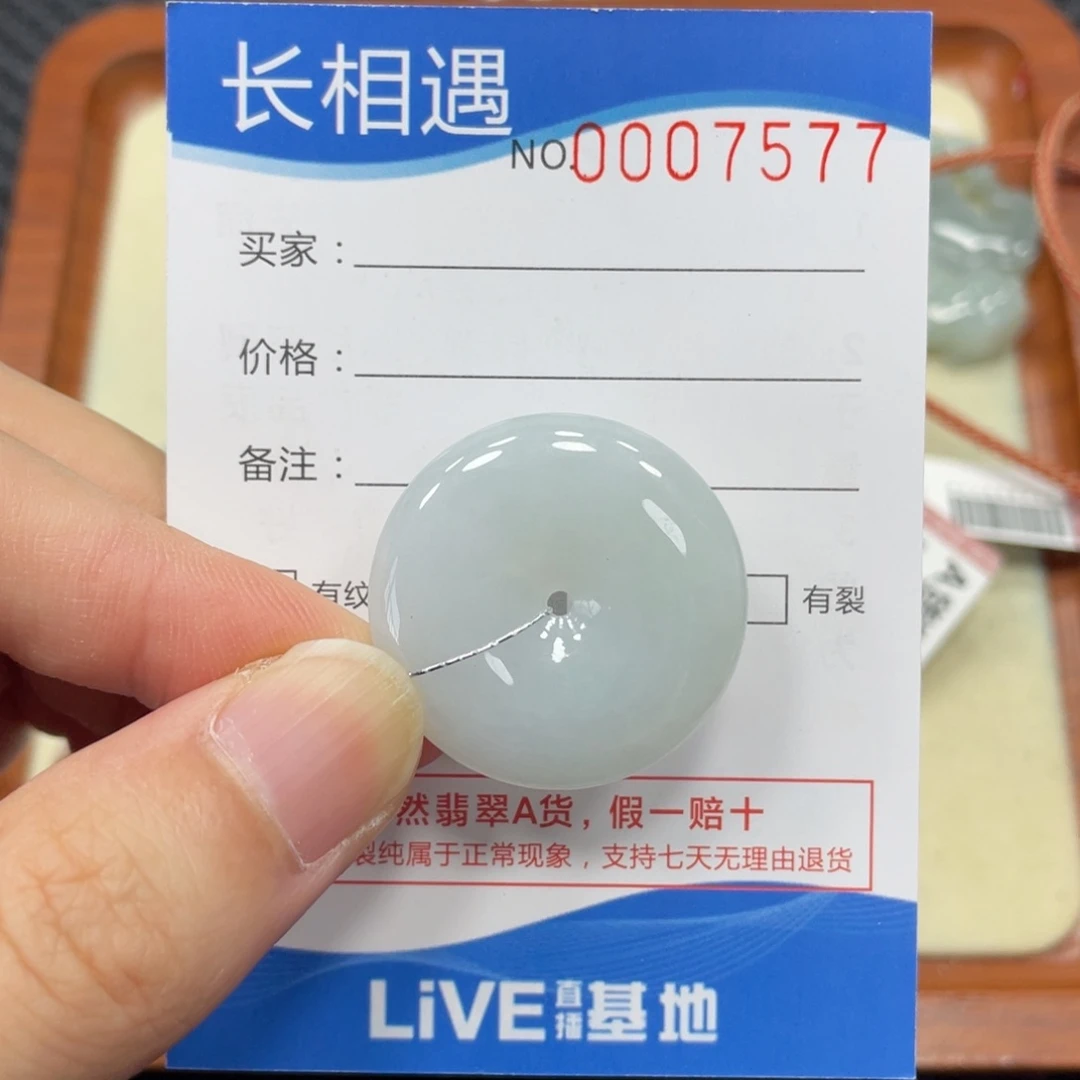 长相遇
NO.0007577
买家：
价格：
备注：
有纹
有裂
然翡翠A货，假一赔十
裂纯属于正常现象，支持七天无理由退货
LiVE直播基地